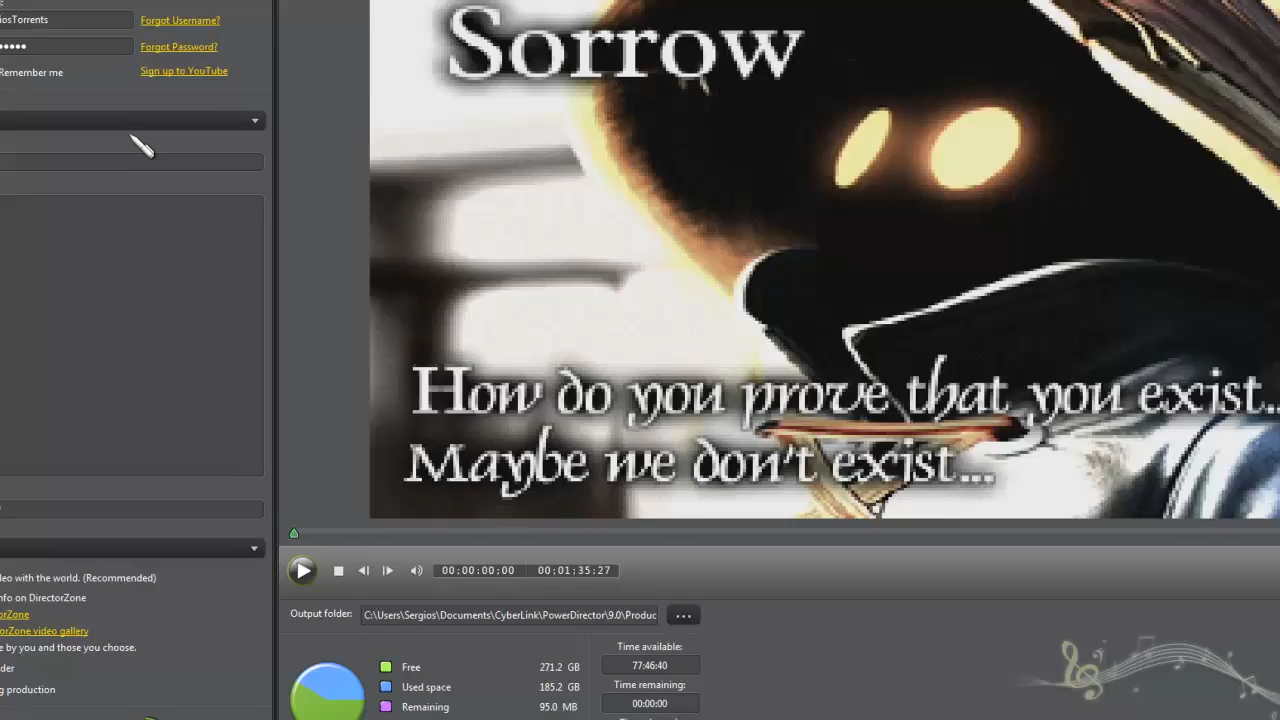 iosTorrents
Forgot Username?
Forgot Password?
Remember me
Sign up to YouTube
Sorrow
How do you prove that you exist...
Maybe we don't exist...
00:00:00:00
00:01:35:27
deo with the world. (Recommended)
nfo on DirectorZone
orZone
orZone video gallery
e by you and those you choose.
der
g production
Output folder:
C:\Users\Sergios\Documents\CyberLink\PowerDirector\9.0\Produc
...
Free 271.2 GB
Used space 185.2 GB
Remaining 95.0 MB
Time available:
77:46:40
Time remaining:
00:00:00